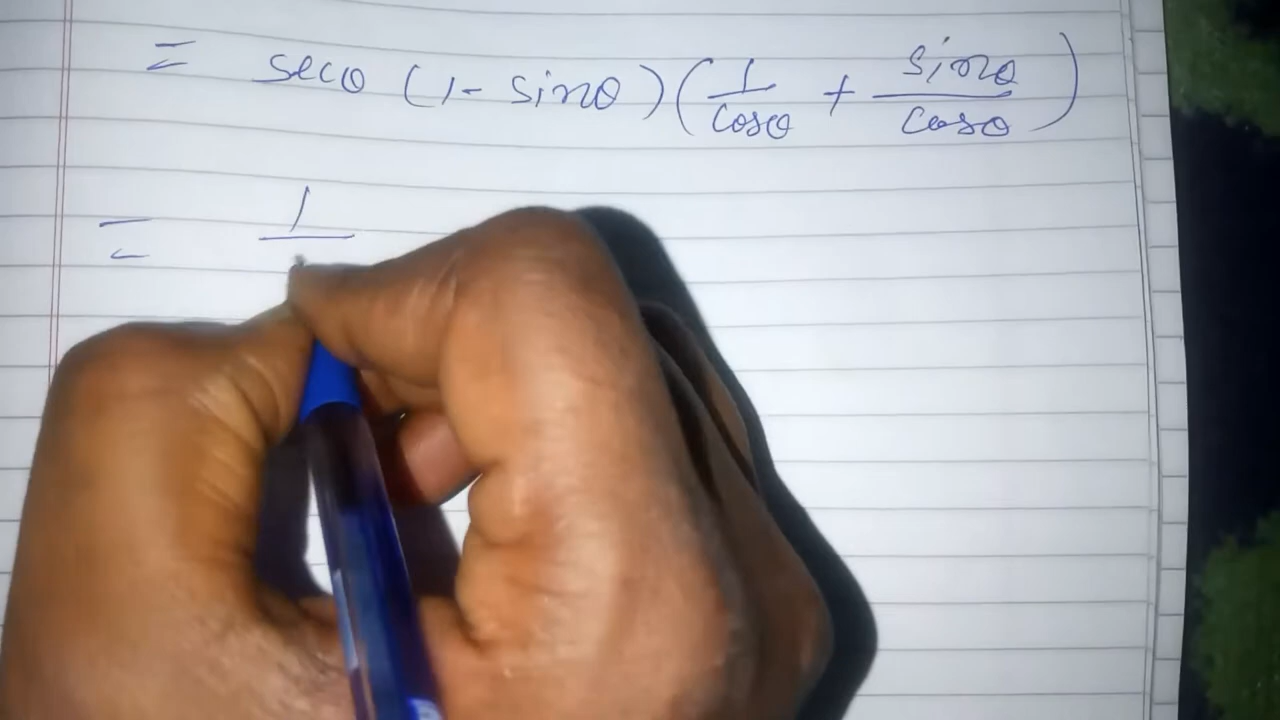 = secθ (1 - sinθ) (1/cosθ + sinθ/cosθ)
= 1/